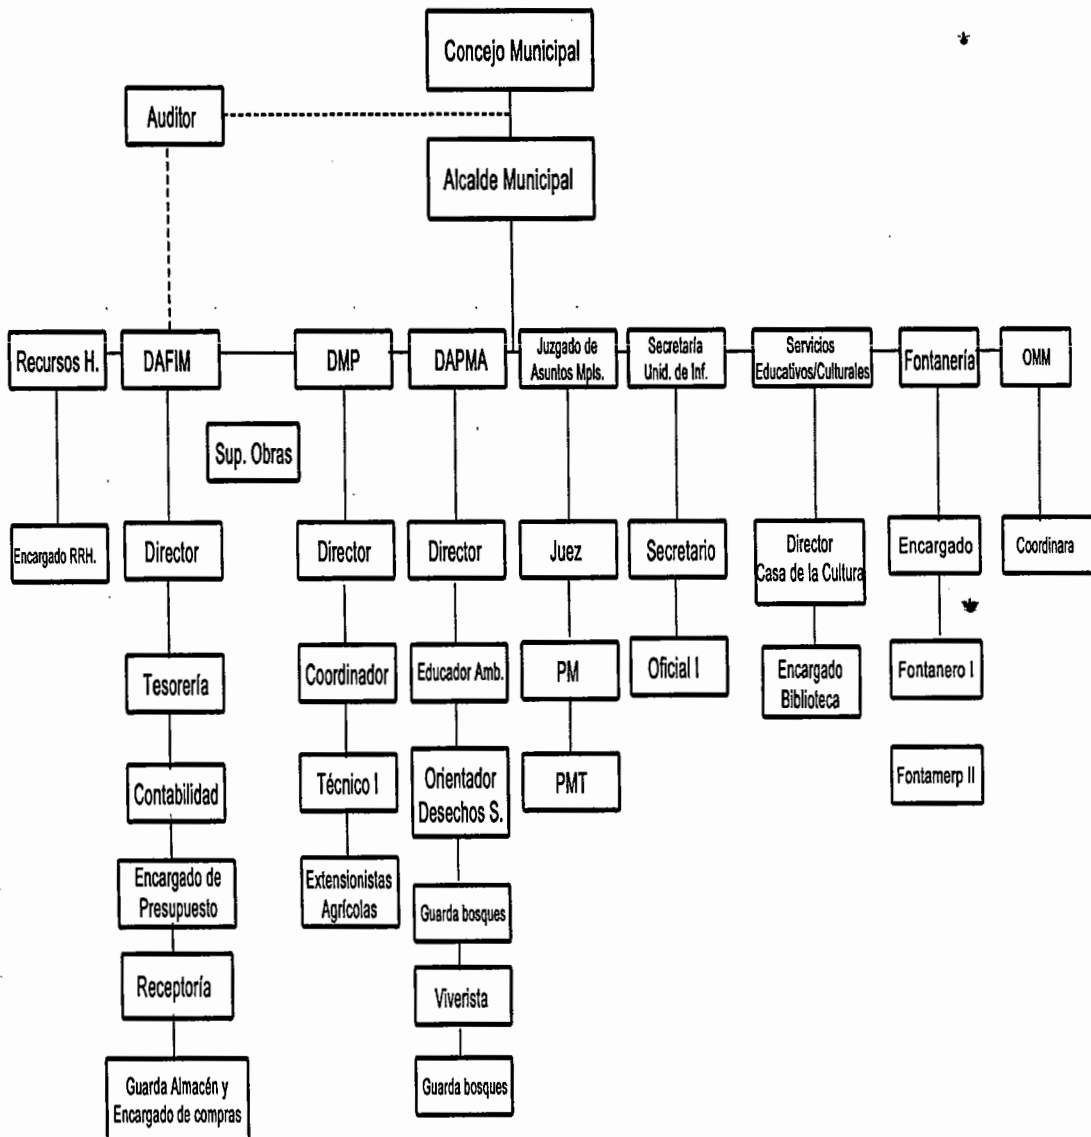 Concejo Municipal
Auditor
Alcalde Municipal
Recursos H.
DAFIM
DMP
DAPMA
Juzgado de
Asuntos Mpls.
Secretaría
Unid. de Inf.
Servicios
Educativos/Culturales
Fontanería
OMM
Sup. Obras
Encargado RRH.
Director
Director
Director
Juez
Secretario
Director
Casa de la Cultura
Encargado
Coordinara
Tesorería
Coordinador
Educador Amb.
PM
Oficial I
Encargado
Biblioteca
Fontanero I
Contabilidad
Técnico I
Orientador
Desechos S.
PMT
Fontamerp II
Encargado de
Presupuesto
Extensionistas
Agrícolas
Guarda bosques
Receptoría
Viverista
Guarda Almacén y
Encargado de compras
Guarda bosques